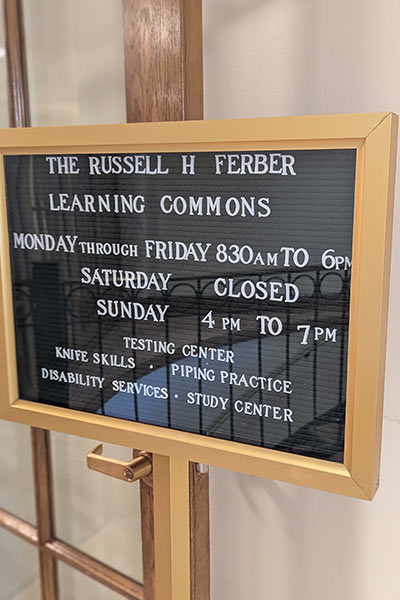 THE RUSSELL H FERBER
LEARNING COMMONS
MONDAY THROUGH FRIDAY 830AM TO 6PM
SATURDAY CLOSED
SUNDAY 4 PM TO 7PM
TESTING CENTER
KNIFE SKILLS · PIPING PRACTICE
DISABILITY SERVICES · STUDY CENTER